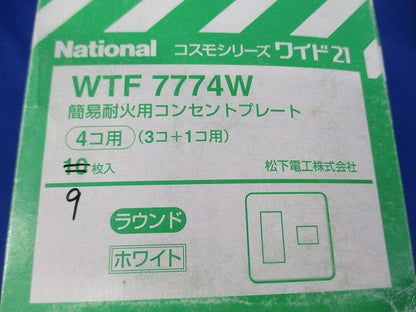 National コスモシリーズ ワイド21
WTF 7774W
簡易耐火用コンセントプレート
4コ用 (3コ+1コ用)
10枚入 松下電工株式会社
9
ラウンド
ホワイト